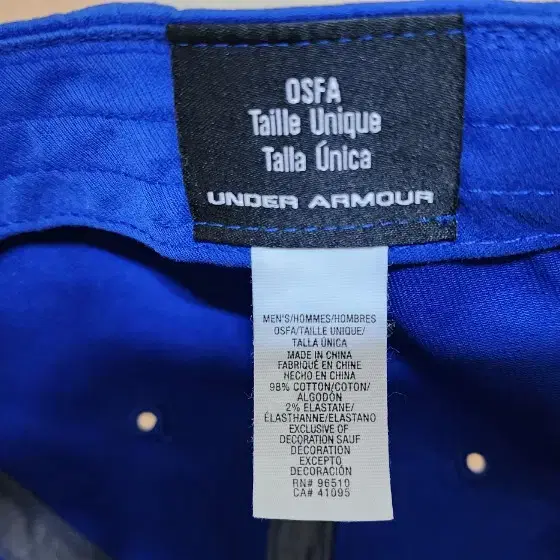 OSFA
Taille Unique
Talla Única
UNDER ARMOUR
MEN'S/HOMMES/HOMBRES
OSFA/TAILLE UNIQUE/
TALLA ÚNICA
MADE IN CHINA
FABRIQUÉ EN CHINE
HECHO EN CHINA
98% COTTON/COTON/
ALGODÓN
2% ELASTANE/
ÉLASTHANNE/ELASTANO
EXCLUSIVE OF
DECORATION SAUF
DÉCORATION
EXCEPTO
DECORACIÓN
RN# 96510
CA# 41095